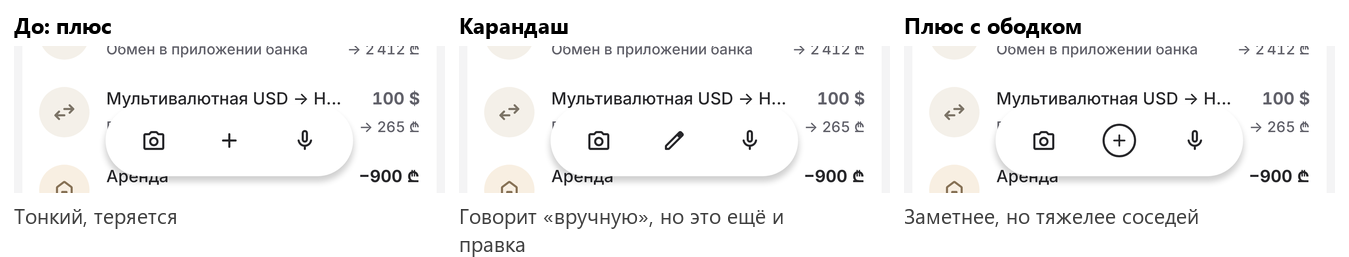 До: плюс
Обмен в приложении банка → 2 412 ₾
Мультивалютная USD → Н... 100 $
→ 265 ₾
Аренда −900 ₾
Тонкий, теряется
Карандаш
Обмен в приложении банка → 2 412 ₾
Мультивалютная USD → Н... 100 $
→ 265 ₾
Аренда −900 ₾
Говорит «вручную», но это ещё и
правка
Плюс с ободком
Обмен в приложении банка → 2 412 ₾
Мультивалютная USD → Н... 100 $
→ 265 ₾
Аренда −900 ₾
Заметнее, но тяжелее соседей